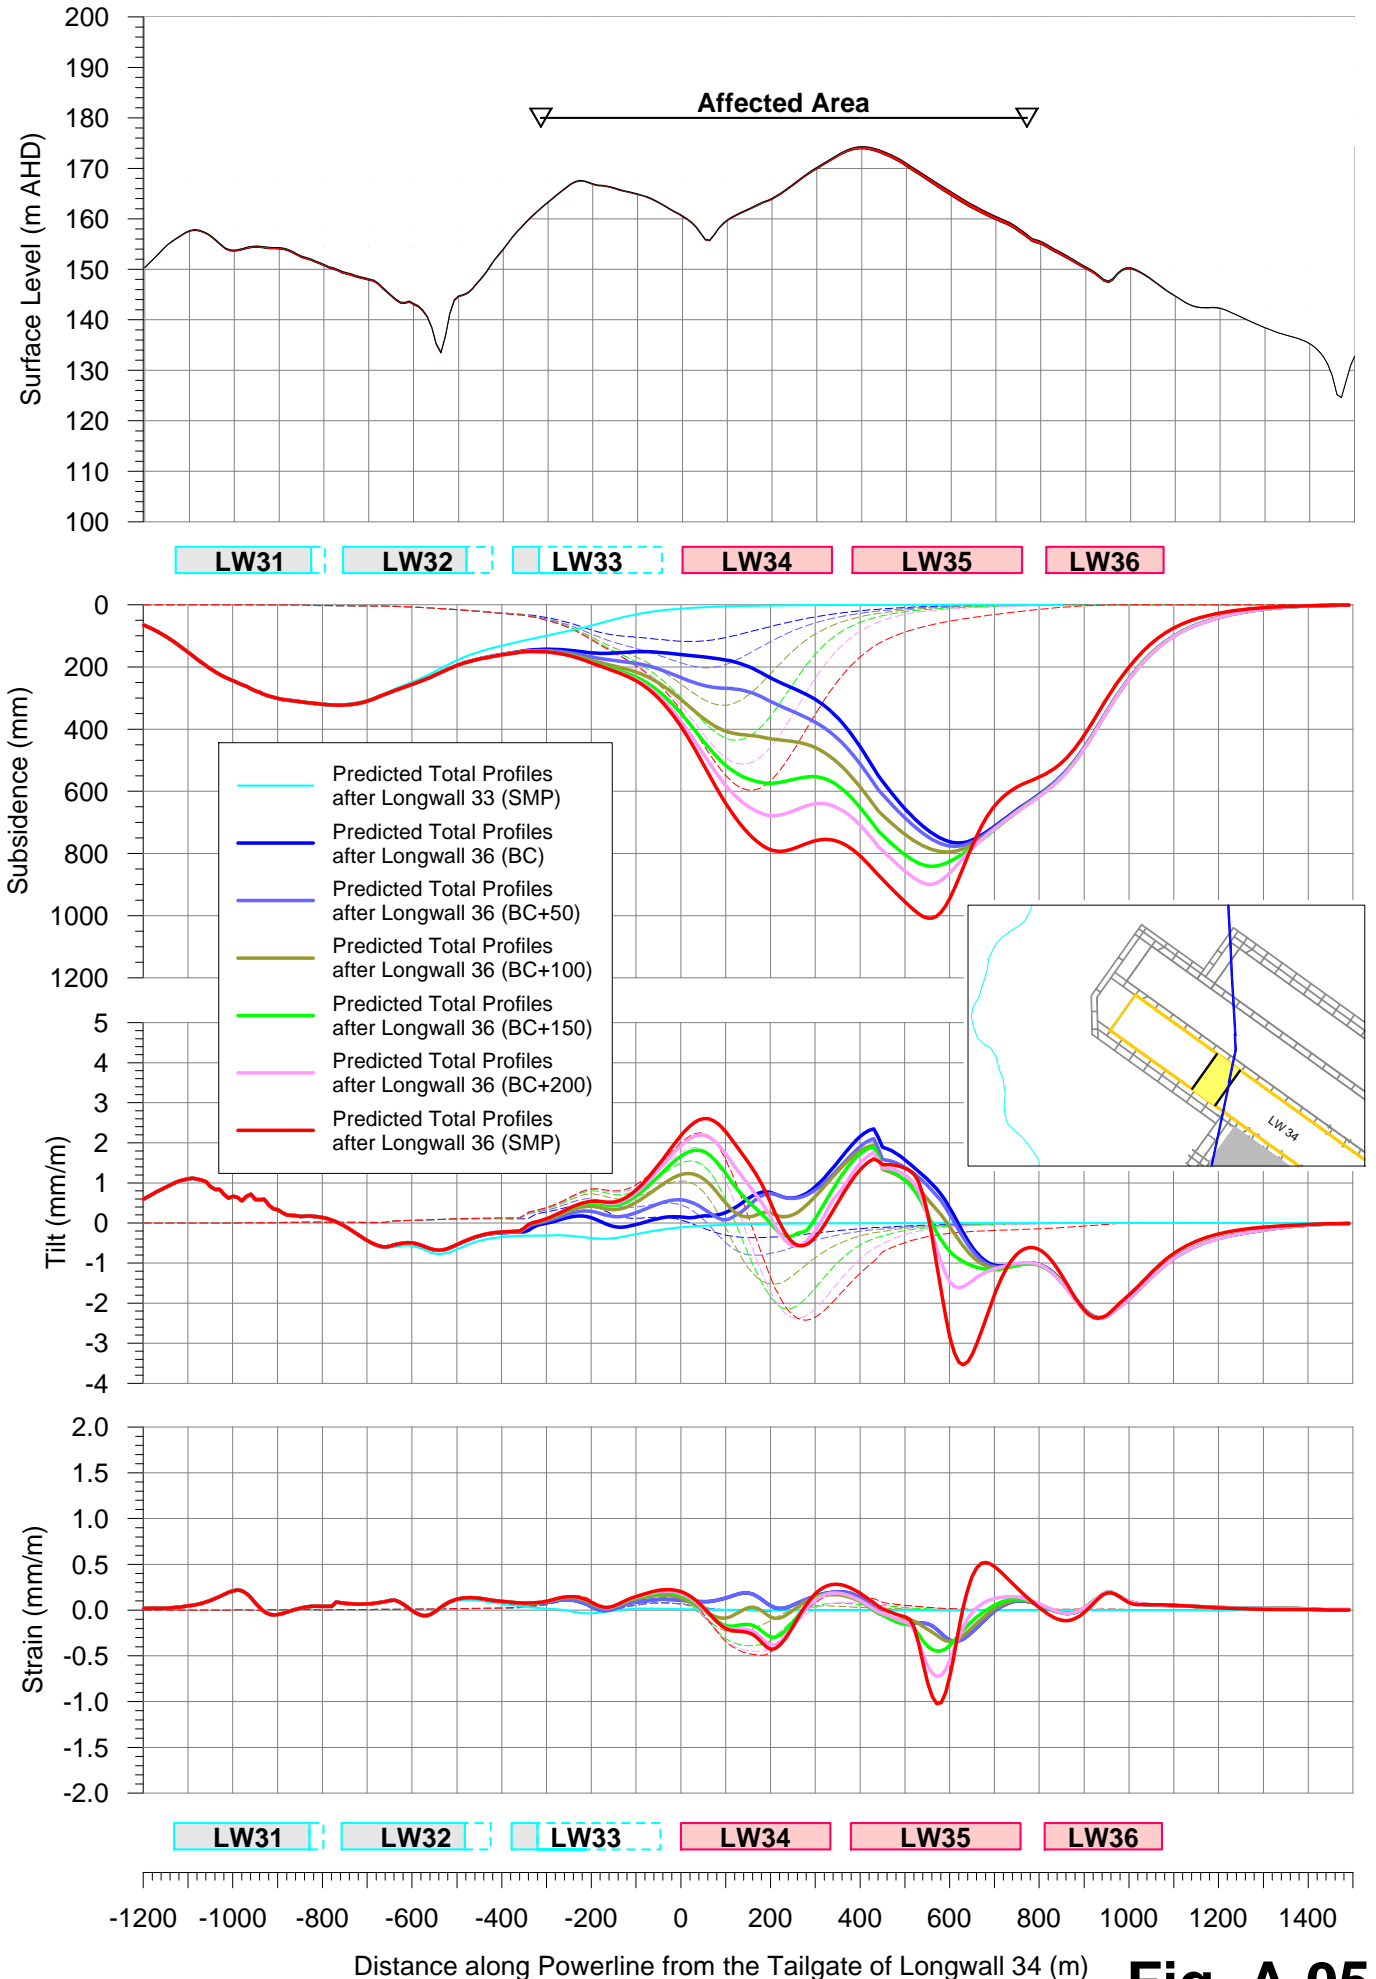 200
190
180
170
160
150
140
130
120
110
100
Surface Level (m AHD)
Affected Area
LW31
LW32
LW33
LW34
LW35
LW36
0
200
400
600
800
1000
1200
Subsidence (mm)
Predicted Total Profiles
after Longwall 33 (SMP)
Predicted Total Profiles
after Longwall 36 (BC)
Predicted Total Profiles
after Longwall 36 (BC+50)
Predicted Total Profiles
after Longwall 36 (BC+100)
Predicted Total Profiles
after Longwall 36 (BC+150)
Predicted Total Profiles
after Longwall 36 (BC+200)
Predicted Total Profiles
after Longwall 36 (SMP)
LW 34
5
4
3
2
1
0
-1
-2
-3
-4
Tilt (mm/m)
2.0
1.5
1.0
0.5
0.0
-0.5
-1.0
-1.5
-2.0
Strain (mm/m)
LW31
LW32
LW33
LW34
LW35
LW36
-1200 -1000 -800 -600 -400 -200 0 200 400 600 800 1000 1200 1400
Distance along Powerline from the Tailgate of Longwall 34 (m)
Fig. A.05